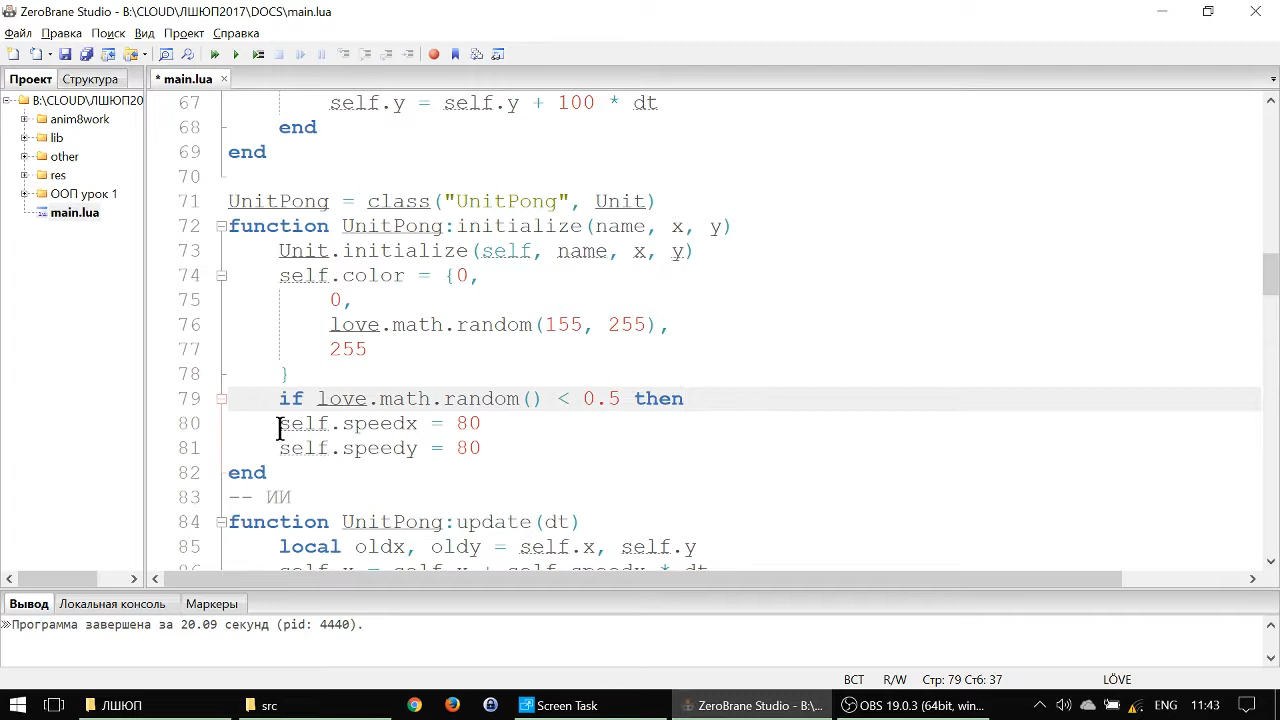 ZeroBrane Studio - B:\CLOUD\ЛШЮП2017\DOCS\main.lua
Файл Правка Поиск Вид Проект Справка
Проект Структура
* main.lua
B:\CLOUD\ЛШЮП20
anim8work
lib
other
res
ООП урок 1
main.lua
67 self.y = self.y + 100 * dt
68 end
69 end
70
71 UnitPong = class("UnitPong", Unit)
72 function UnitPong:initialize(name, x, y)
73 Unit.initialize(self, name, x, y)
74 self.color = {0,
75 0,
76 love.math.random(155, 255),
77 255
78 }
79 if love.math.random() < 0.5 then
80 self.speedx = 80
81 self.speedy = 80
82 end
83 -- ИИ
84 function UnitPong:update(dt)
85 local oldx, oldy = self.x, self.y
86 self.x = self.x + self.speedx * dt
Вывод Локальная консоль Маркеры
Программа завершена за 20.09 секунд (pid: 4440).
ВСТ R/W Стр: 79 Стб: 37 LÖVE
ЛШЮП src Screen Task ZeroBrane Studio - B:\... OBS 19.0.3 (64bit, win... ENG 11:43